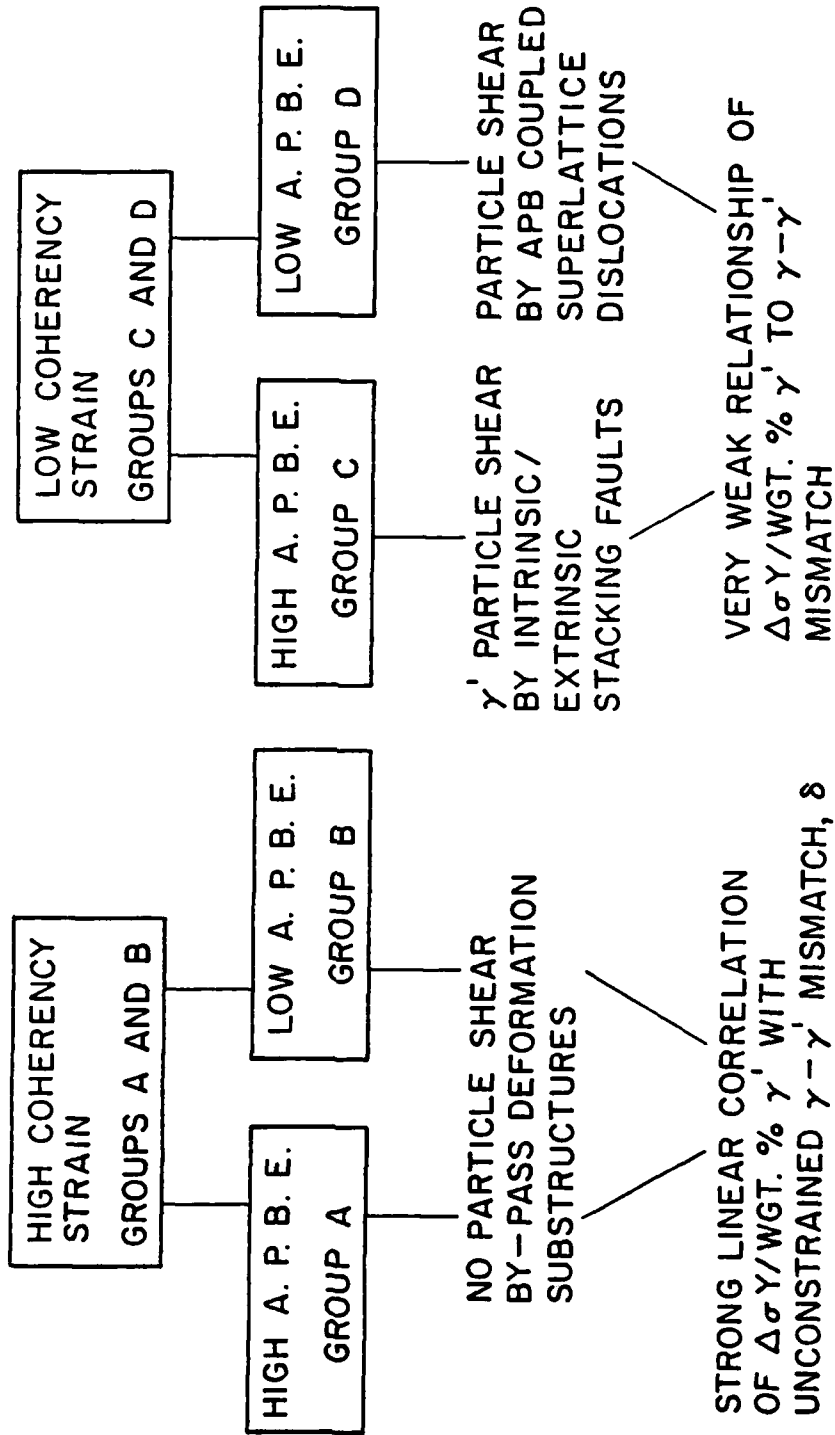 HIGH COHERENCY
STRAIN
GROUPS A AND B
HIGH A. P. B. E.
GROUP A
LOW A. P. B. E.
GROUP B
NO PARTICLE SHEAR
BY-PASS DEFORMATION
SUBSTRUCTURES
STRONG LINEAR CORRELATION
OF ΔσY/WGT. % γ' WITH
UNCONSTRAINED γ-γ' MISMATCH, δ
LOW COHERENCY
STRAIN
GROUPS C AND D
HIGH A. P. B. E.
GROUP C
LOW A. P. B. E.
GROUP D
γ' PARTICLE SHEAR
BY INTRINSIC/
EXTRINSIC
STACKING FAULTS
PARTICLE SHEAR
BY APB COUPLED
SUPERLATTICE
DISLOCATIONS
VERY WEAK RELATIONSHIP OF
ΔσY/WGT. % γ' TO γ-γ'
MISMATCH